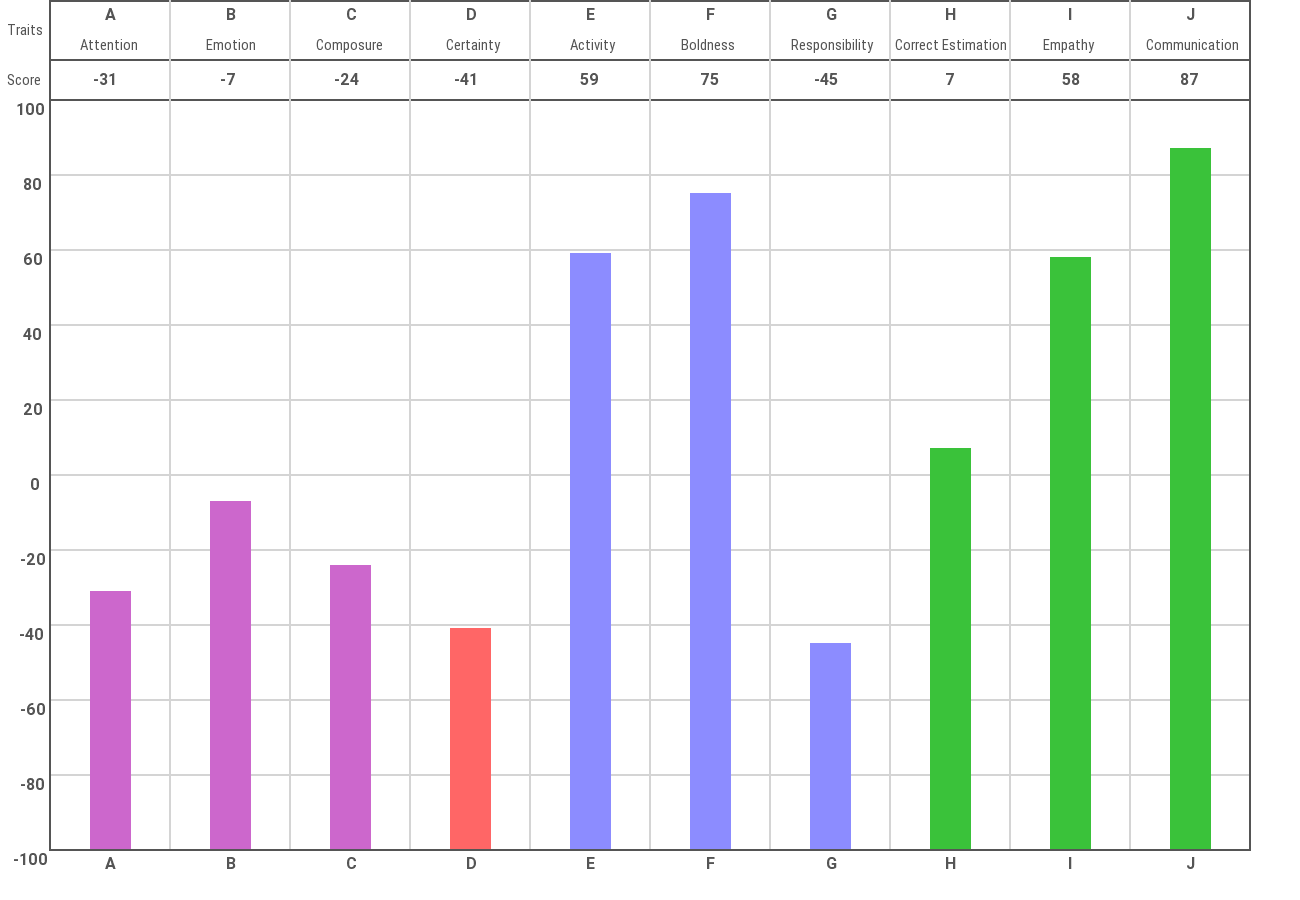 A B C D E F G H I J
Traits
Attention Emotion Composure Certainty Activity Boldness Responsibility Correct Estimation Empathy Communication
Score -31 -7 -24 -41 59 75 -45 7 58 87
100
80
60
40
20
0
-20
-40
-60
-80
-100
A B C D E F G H I J